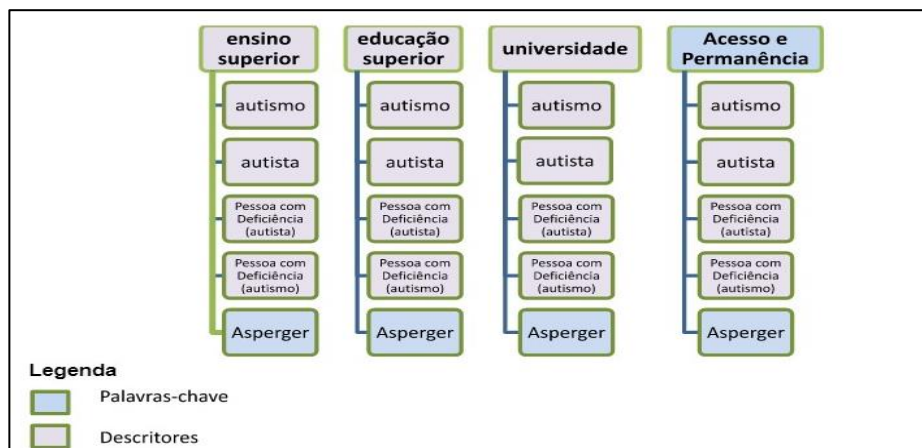 ensino
superior
autismo
autista
Pessoa com
Deficiência
(autista)
Pessoa com
Deficiência
(autismo)
Asperger
educação
superior
autismo
autista
Pessoa com
Deficiência
(autista)
Pessoa com
Deficiência
(autismo)
Asperger
universidade
autismo
autista
Pessoa com
Deficiência
(autista)
Pessoa com
Deficiência
(autismo)
Asperger
Acesso e
Permanência
autismo
autista
Pessoa com
Deficiência
(autista)
Pessoa com
Deficiência
(autismo)
Asperger
Legenda
Palavras-chave
Descritores